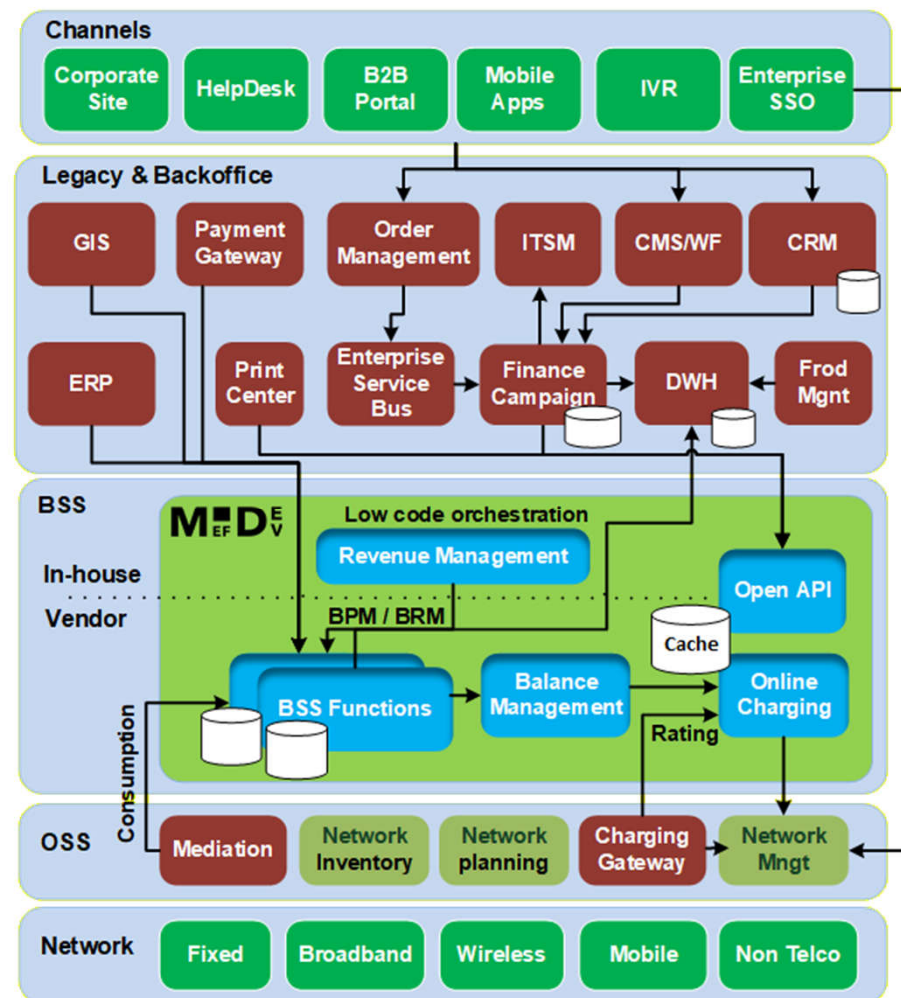 Channels
Corporate
Site
HelpDesk
B2B
Portal
Mobile
Apps
IVR
Enterprise
SSO
Legacy & Backoffice
GIS
Payment
Gateway
Order
Management
ITSM
CMS/WF
CRM
ERP
Print
Center
Enterprise
Service
Bus
Finance
Campaign
DWH
Frod
Mgnt
BSS
M EF D E V
Low code orchestration
Revenue Management
In-house
Open API
Vendor
BPM / BRM
Cache
BSS Functions
Balance
Management
Online
Charging
Rating
Consumption
OSS
Mediation
Network
Inventory
Network
planning
Charging
Gateway
Network
Mngt
Network
Fixed
Broadband
Wireless
Mobile
Non Telco